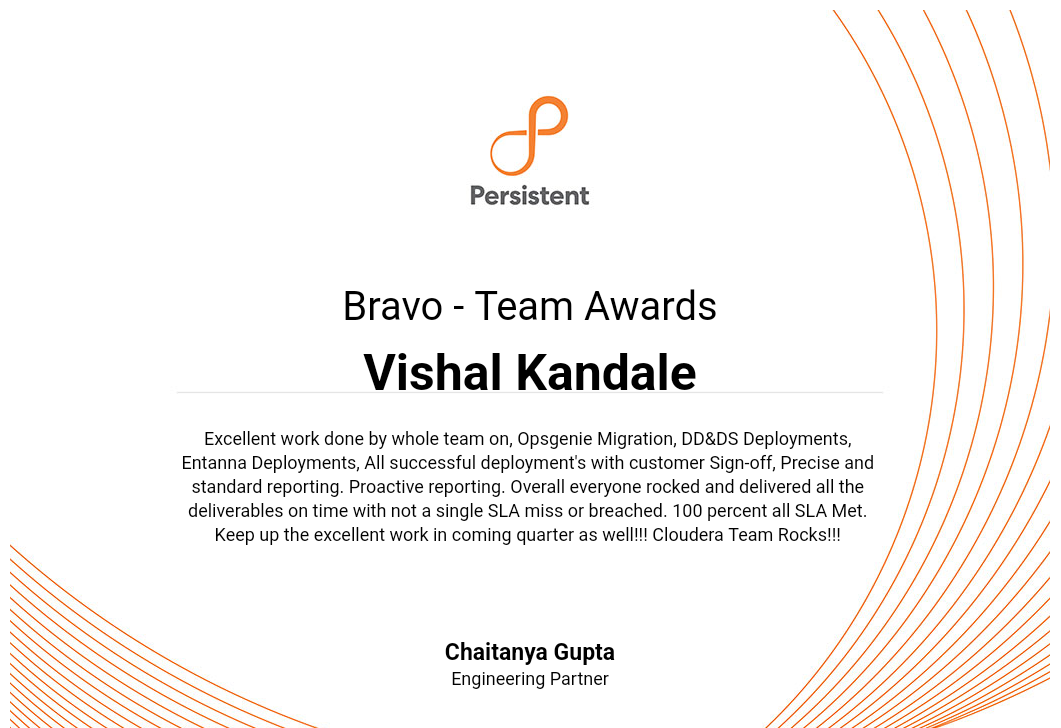 Persistent
Bravo - Team Awards
Vishal Kandale
Excellent work done by whole team on, Opsgenie Migration, DD&DS Deployments,
Entanna Deployments, All successful deployment's with customer Sign-off, Precise and
standard reporting. Proactive reporting. Overall everyone rocked and delivered all the
deliverables on time with not a single SLA miss or breached. 100 percent all SLA Met.
Keep up the excellent work in coming quarter as well!!! Cloudera Team Rocks!!!
Chaitanya Gupta
Engineering Partner